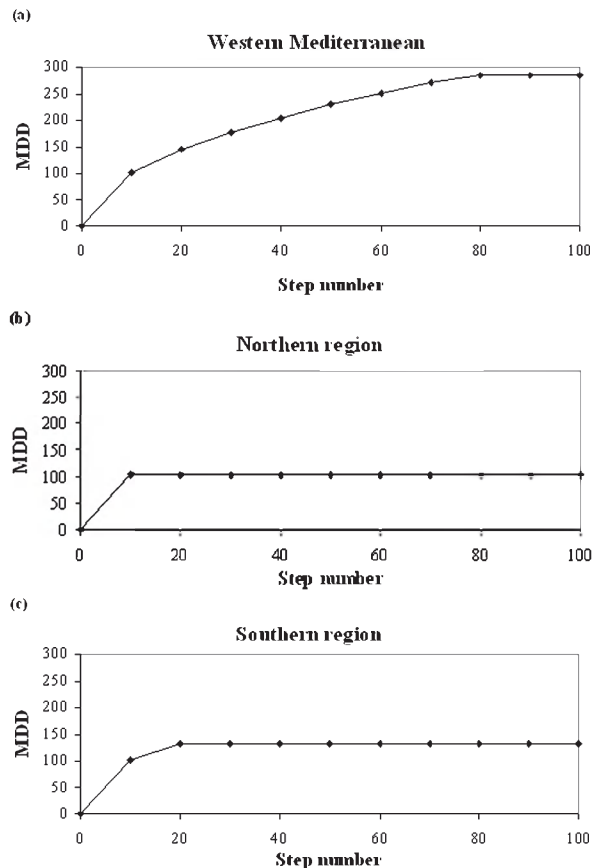 (a)
Western Mediterranean
MDD
300
250
200
150
100
50
0
0 20 40 60 80 100
Step number
(b)
Northern region
MDD
300
250
200
150
100
50
0
0 20 40 60 80 100
Step number
(c)
Southern region
MDD
300
250
200
150
100
50
0
0 20 40 60 80 100
Step number